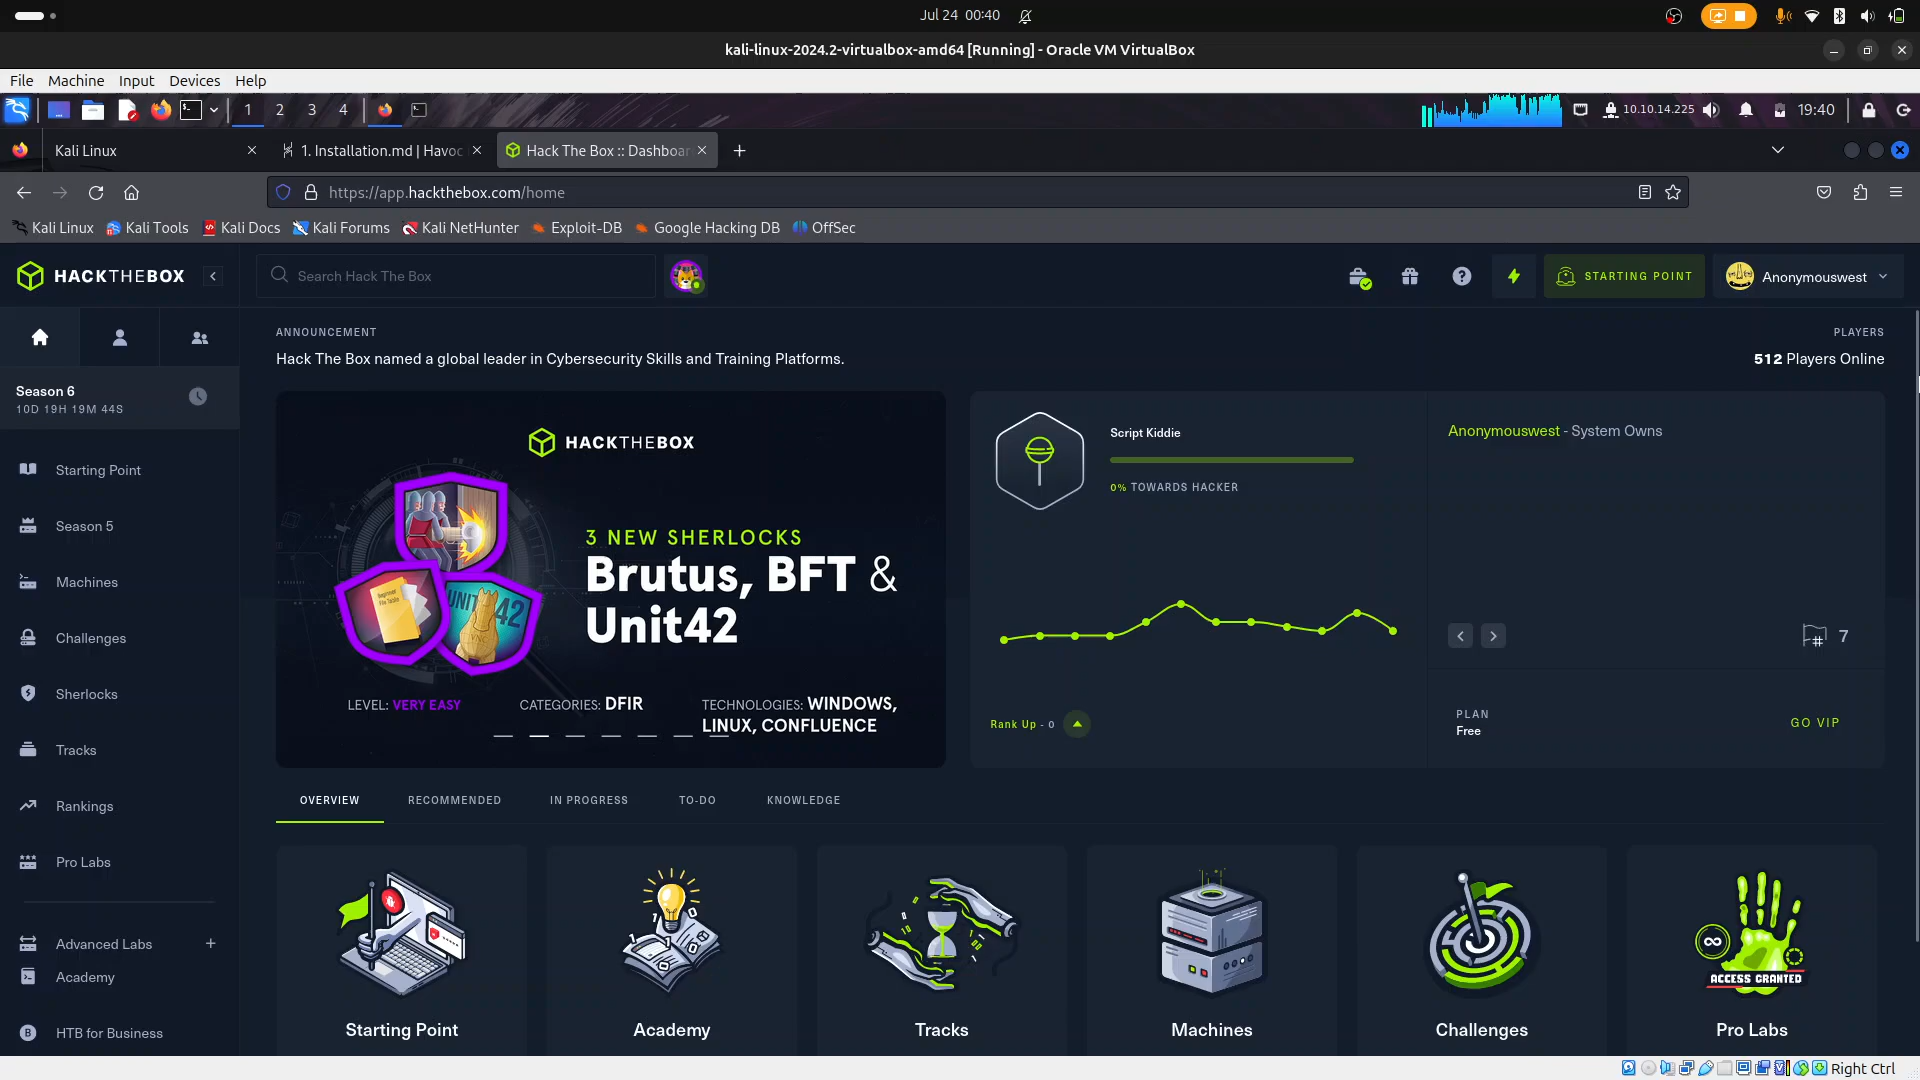 Jul 24 00:40
kali-linux-2024.2-virtualbox-amd64 [Running] - Oracle VM VirtualBox
File Machine Input Devices Help
1 2 3 4
10.10.14.225
19:40
Kali Linux
1. Installation.md | Havoc
Hack The Box :: Dashboar
https://app.hackthebox.com/home
Kali Linux Kali Tools Kali Docs Kali Forums Kali NetHunter Exploit-DB Google Hacking DB OffSec
HACKTHEBOX
Search Hack The Box
STARTING POINT
Anonymouswest
ANNOUNCEMENT
Hack The Box named a global leader in Cybersecurity Skills and Training Platforms.
PLAYERS
512 Players Online
Season 6
10D 19H 19M 44S
Starting Point
Season 5
Machines
Challenges
Sherlocks
Tracks
Rankings
Pro Labs
Advanced Labs
Academy
HTB for Business
HACKTHEBOX
3 NEW SHERLOCKS
Brutus, BFT &
Unit42
Beginner
UNIT42
LEVEL: VERY EASY
CATEGORIES: DFIR
TECHNOLOGIES: WINDOWS,
LINUX, CONFLUENCE
Script Kiddie
0% TOWARDS HACKER
Rank Up - 0
Anonymouswest - System Owns
7
PLAN
Free
GO VIP
OVERVIEW RECOMMENDED IN PROGRESS TO-DO KNOWLEDGE
ACCESS GRANTED
Starting Point
Academy
Tracks
Machines
Challenges
Pro Labs
Right Ctrl